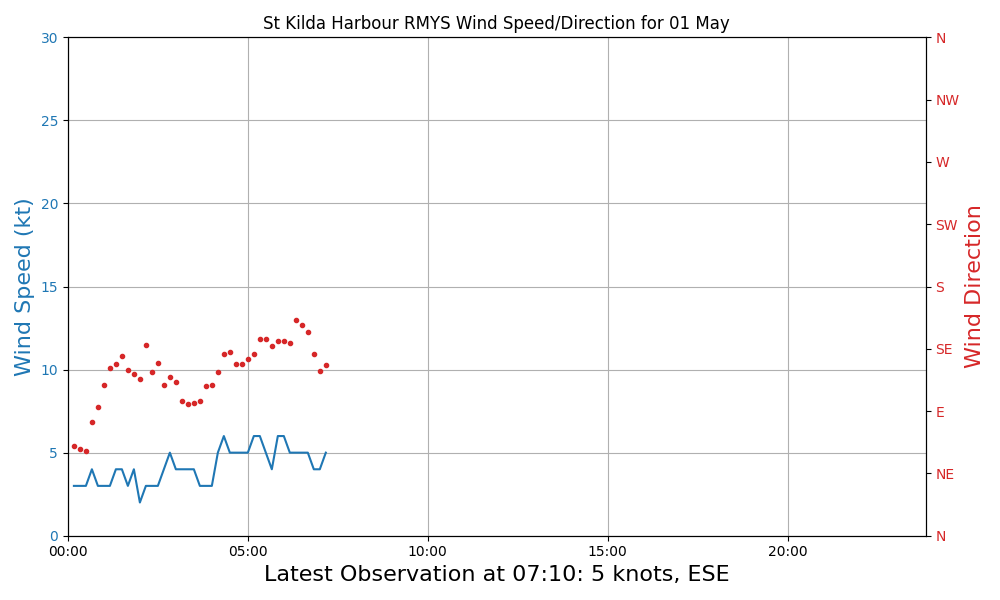 St Kilda Harbour RMYS Wind Speed/Direction for 01 May
30
25
20
15
10
5
0
Wind Speed (kt)
N
NW
W
SW
S
SE
E
NE
N
Wind Direction
00:00 05:00 10:00 15:00 20:00
Latest Observation at 07:10: 5 knots, ESE